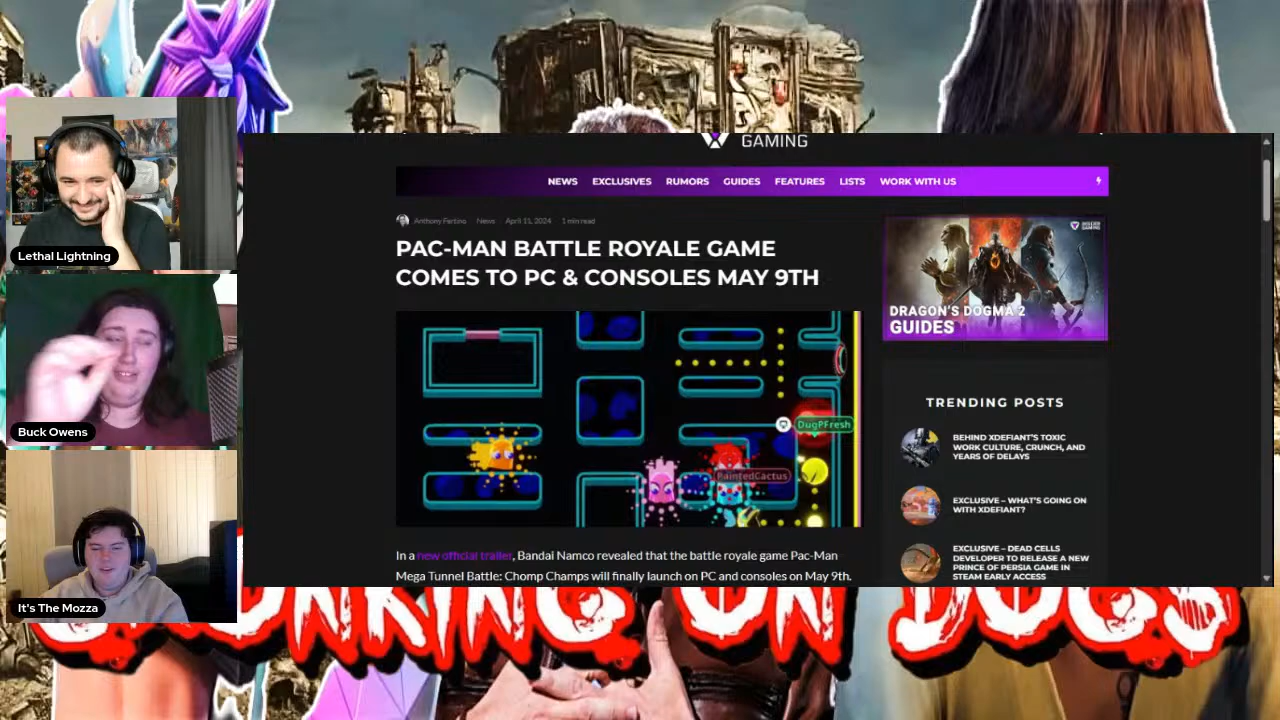 GAMING
NEWS EXCLUSIVES RUMORS GUIDES FEATURES LISTS WORK WITH US
Anthony Fertino News April 11, 2024 1 min read
PAC-MAN BATTLE ROYALE GAME
COMES TO PC & CONSOLES MAY 9TH
DugPFresh
PaintedCactus
In a new official trailer, Bandai Namco revealed that the battle royale game Pac-Man
Mega Tunnel Battle: Chomp Champs will finally launch on PC and consoles on May 9th.
DRAGON'S DOGMA 2
GUIDES
TRENDING POSTS
BEHIND XDEFIANT'S TOXIC
WORK CULTURE, CRUNCH, AND
YEARS OF DELAYS
EXCLUSIVE – WHAT'S GOING ON
WITH XDEFIANT?
EXCLUSIVE – DEAD CELLS
DEVELOPER TO RELEASE A NEW
PRINCE OF PERSIA GAME IN
STEAM EARLY ACCESS
Lethal Lightning
Buck Owens
It's The Mozza
ON DOGS